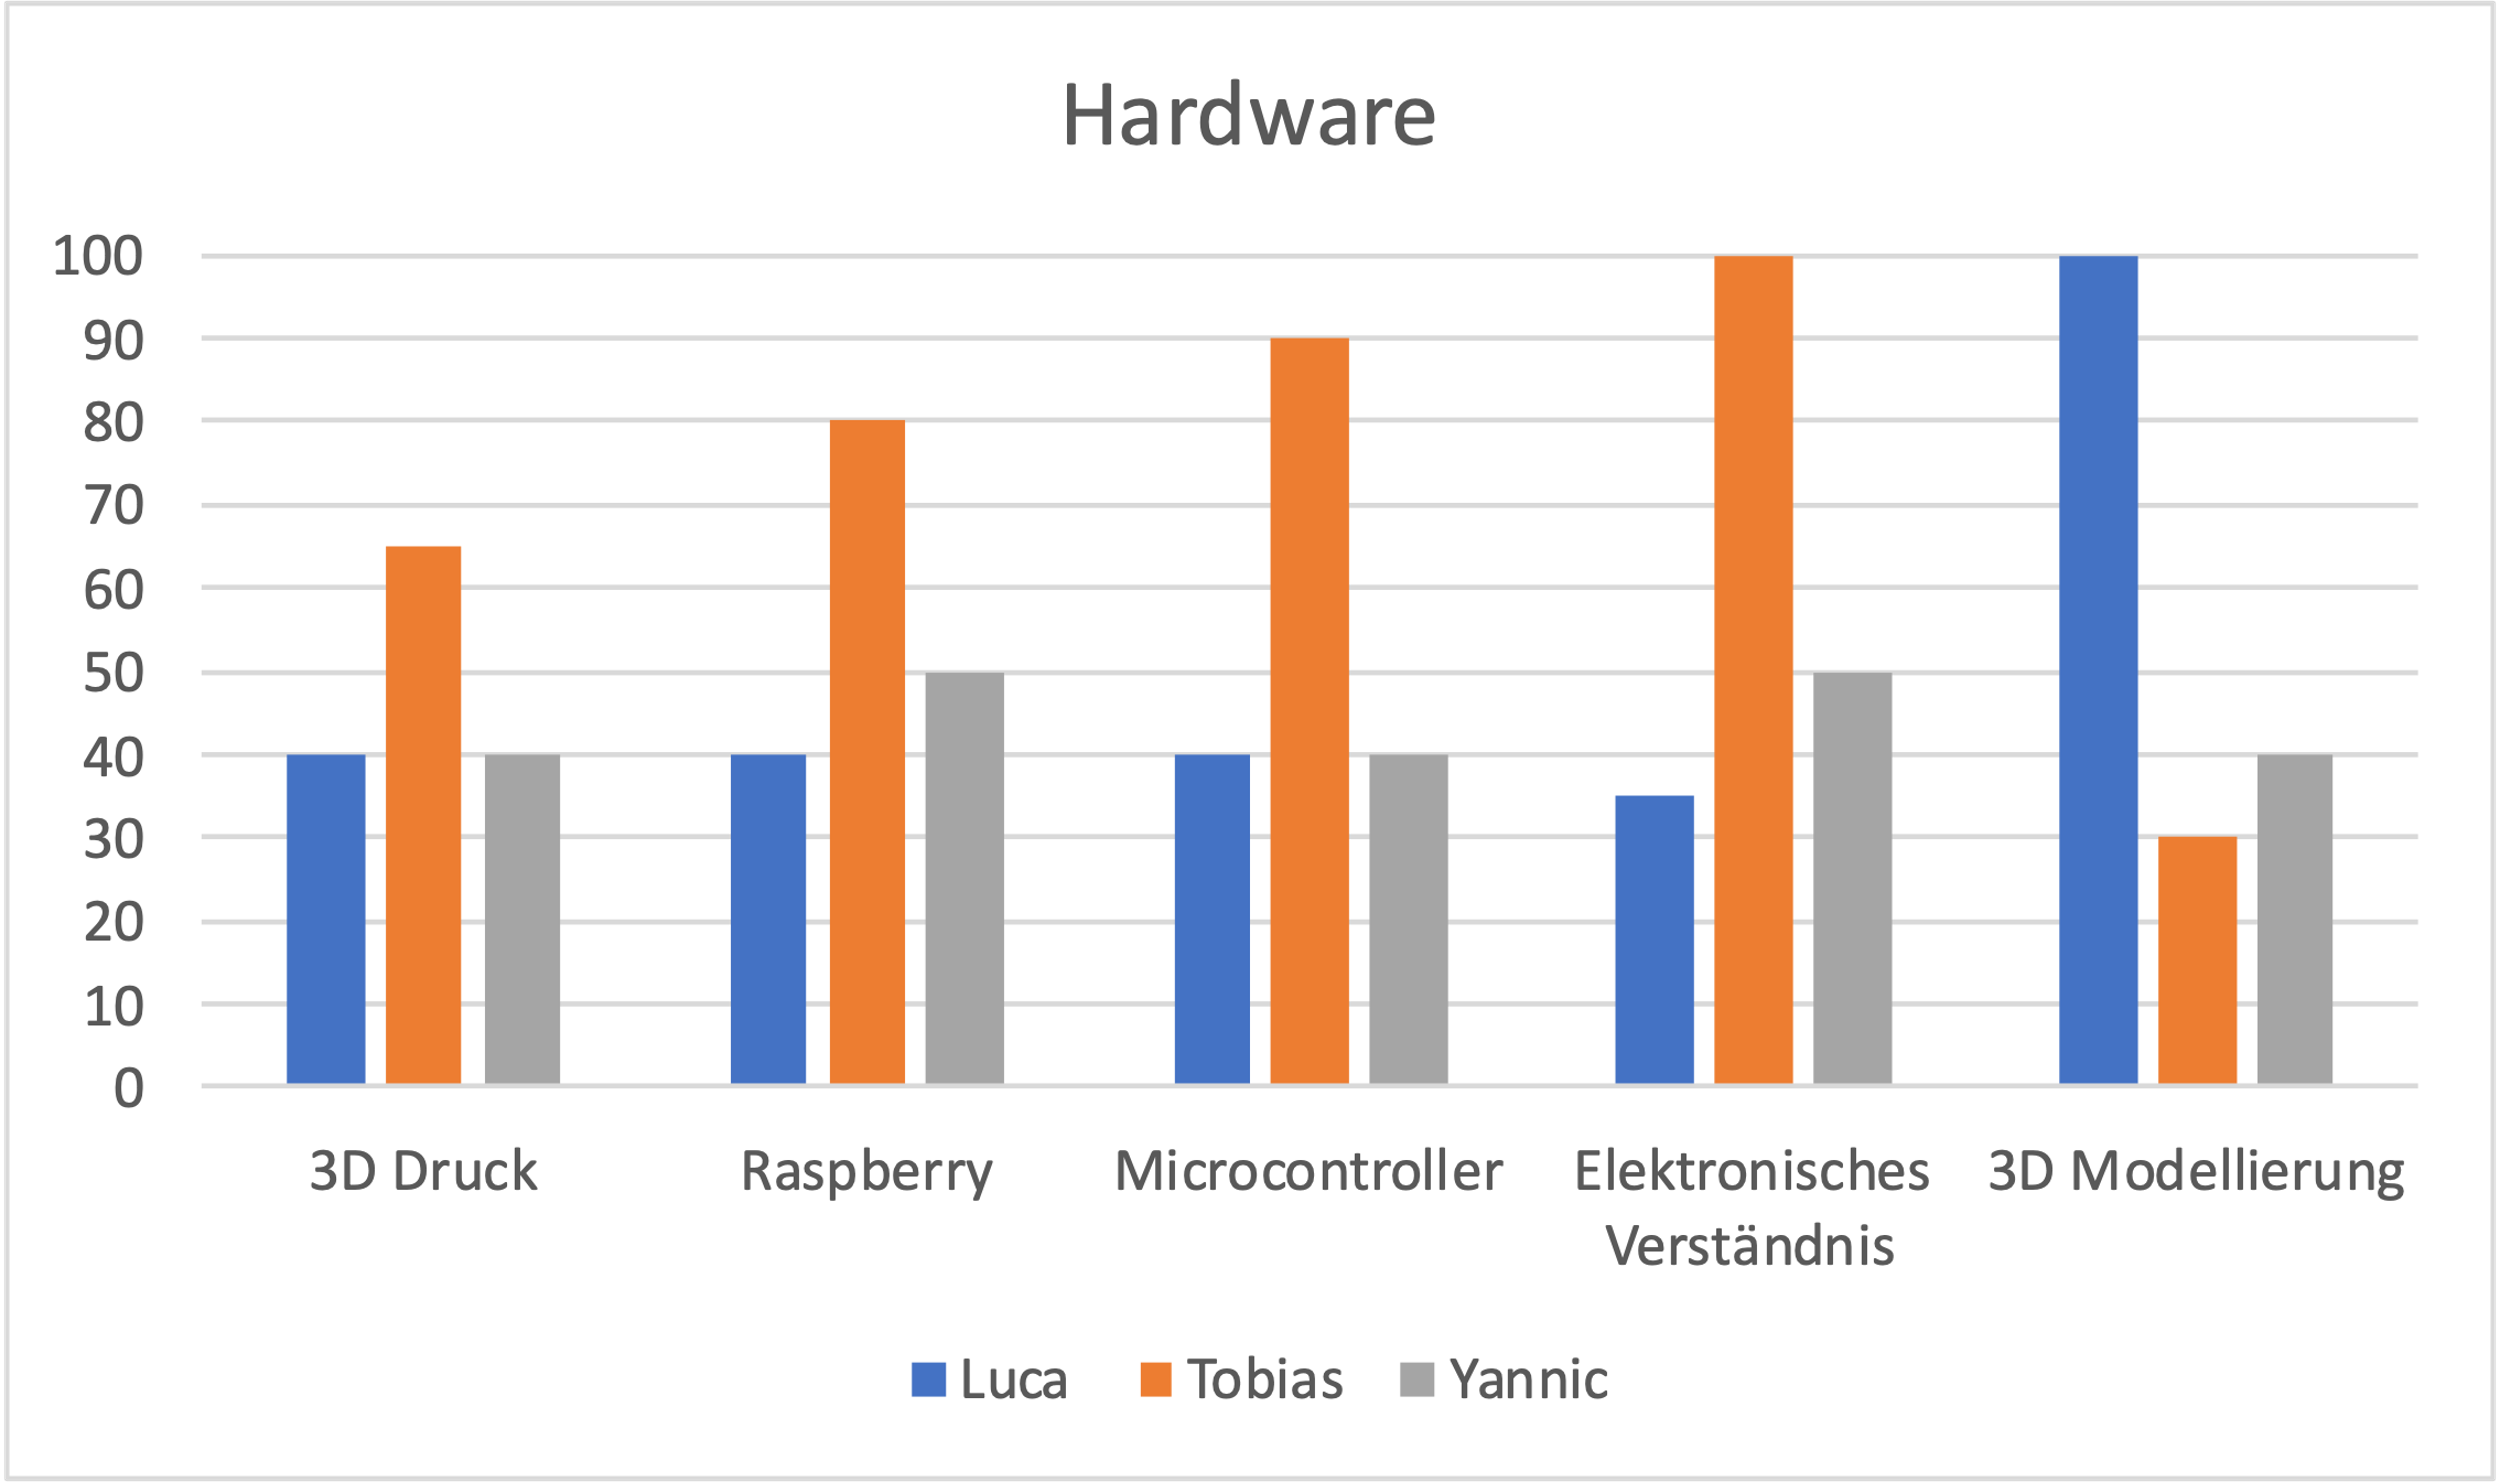 Hardware
100
90
80
70
60
50
40
30
20
10
0
3D Druck
Raspberry
Microcontroller
Elektronisches
Verständnis
3D Modellierung
Luca
Tobias
Yannic